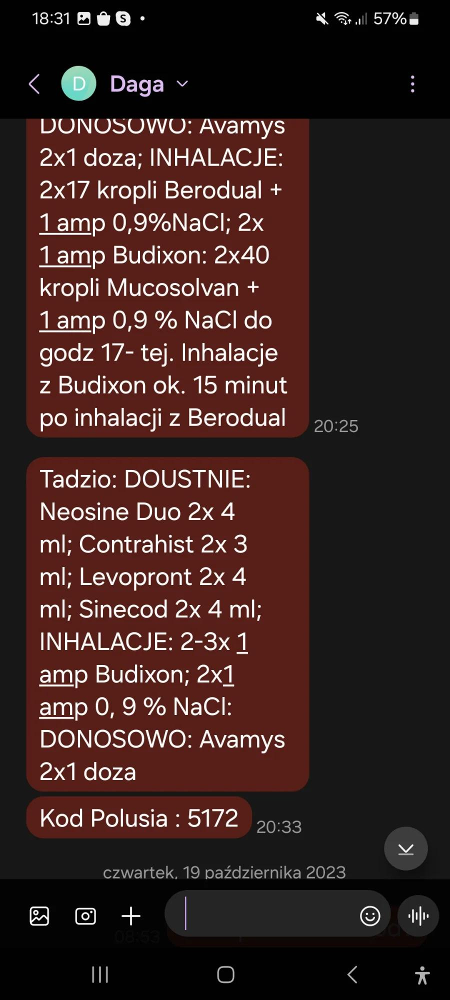 18:31
57%
D
Daga
DONOSOWO: Avamys
2x1 doza; INHALACJE:
2x17 kropli Berodual +
1 amp 0,9%NaCl; 2x
1 amp Budixon: 2x40
kropli Mucosolvan +
1 amp 0,9 % NaCl do
godz 17- tej. Inhalacje
z Budixon ok. 15 minut
po inhalacji z Berodual
20:25
Tadzio: DOUSTNIE:
Neosine Duo 2x 4
ml; Contrahist 2x 3
ml; Levopront 2x 4
ml; Sinecod 2x 4 ml;
INHALACJE: 2-3x 1
amp Budixon; 2x1
amp 0, 9 % NaCl:
DONOSOWO: Avamys
2x1 doza
Kod Polusia : 5172
20:33
czwartek, 19 października 2023
08:53